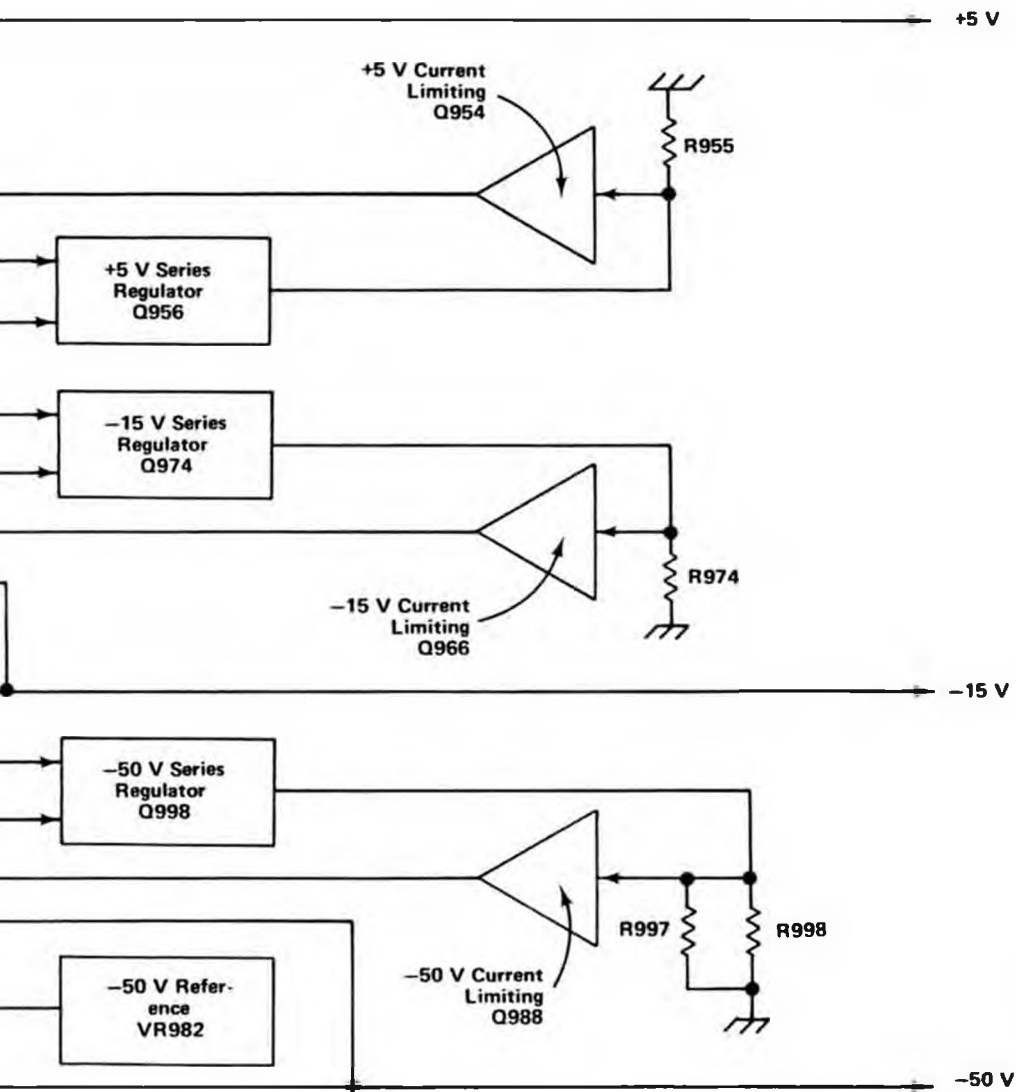 +5 V
+5 V Current
Limiting
Q954
R955
+5 V Series
Regulator
Q956
−15 V Series
Regulator
Q974
R974
−15 V Current
Limiting
Q966
−15 V
−50 V Series
Regulator
Q998
R997
R998
−50 V Current
Limiting
Q988
−50 V Refer-
ence
VR982
−50 V